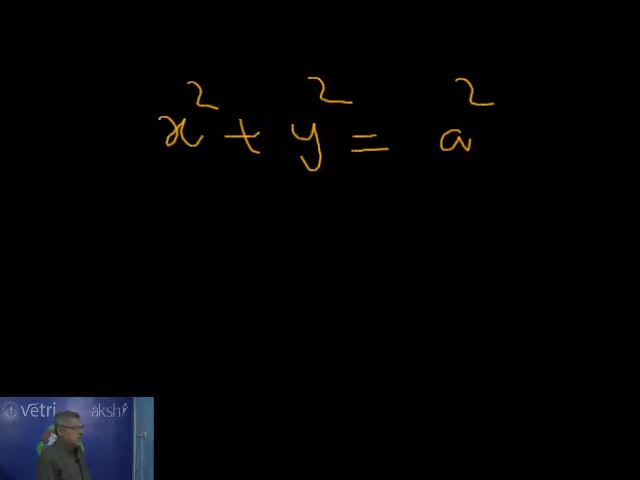 x² + y² = a²
vetri akshi